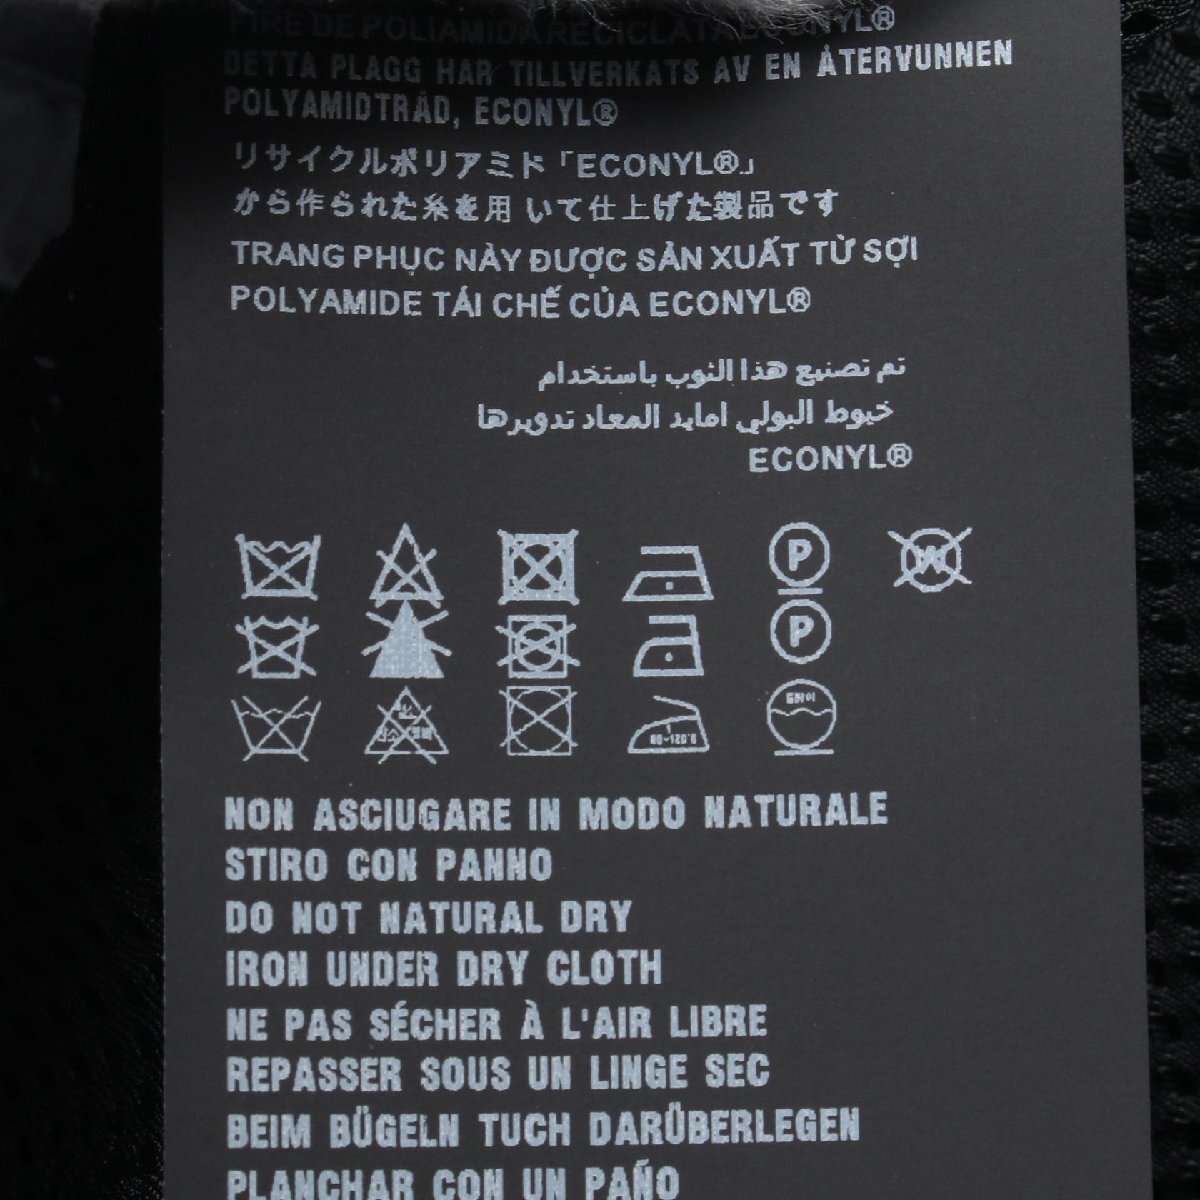 FIRE DE POLIAMIDA RECICLATA ECONYL®
DETTA PLAGG HAR TILLVERKATS AV EN ÅTERVUNNEN
POLYAMIDTRÅD, ECONYL®
リサイクルポリアミド「ECONYL®」
から作られた糸を用 いて仕上げた製品です
TRANG PHỤC NÀY ĐƯỢC SẢN XUẤT TỪ SỢI
POLYAMIDE TÁI CHẾ CỦA ECONYL®
تم تصنيع هذا الثوب باستخدام
خيوط البولي امايد المعاد تدويرها
ECONYL®
P W
P
NON ASCIUGARE IN MODO NATURALE
STIRO CON PANNO
DO NOT NATURAL DRY
IRON UNDER DRY CLOTH
NE PAS SÉCHER À L'AIR LIBRE
REPASSER SOUS UN LINGE SEC
BEIM BÜGELN TUCH DARÜBERLEGEN
PLANCHAR CON UN PAÑO